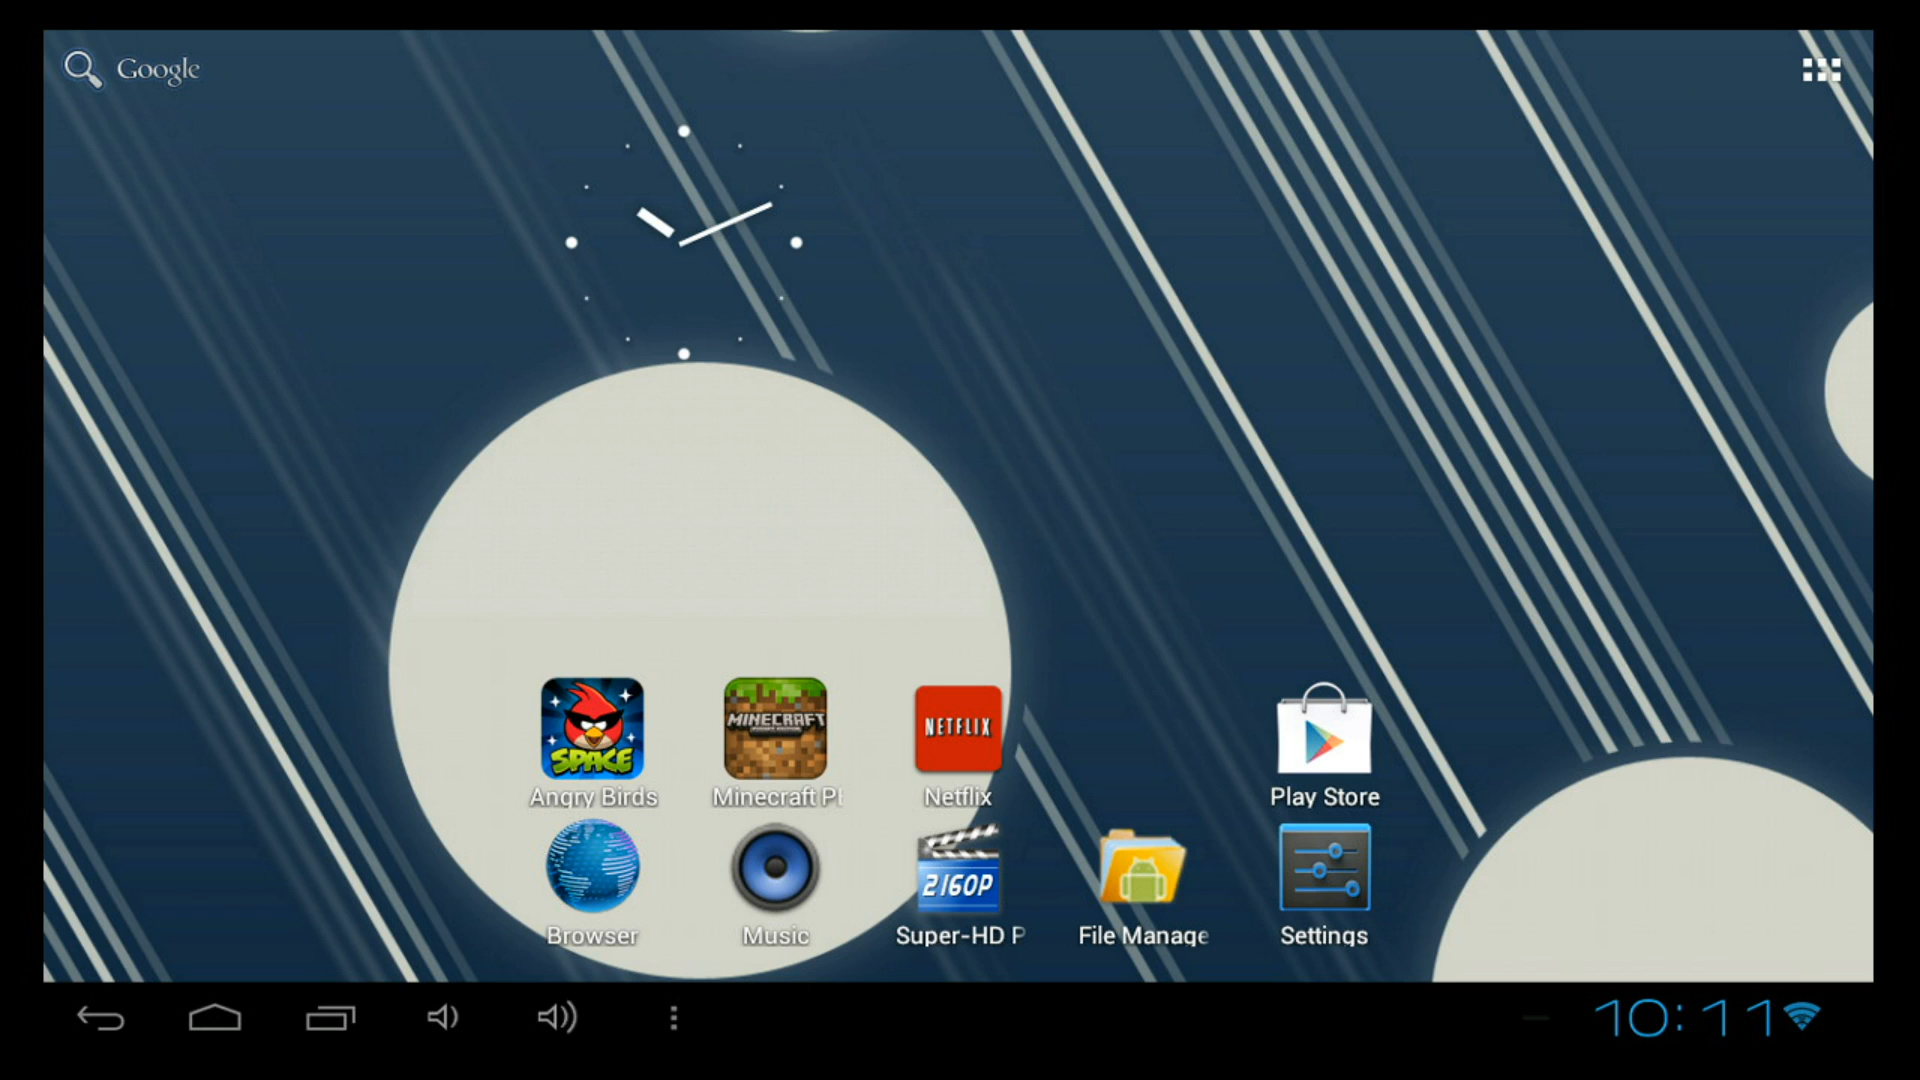 Google
SPACE
MINECRAFT
NETFLIX
Angry Birds
Minecraft P
Netflix
Play Store
2160P
Browser
Music
Super-HD P
File Manage
Settings
10:11